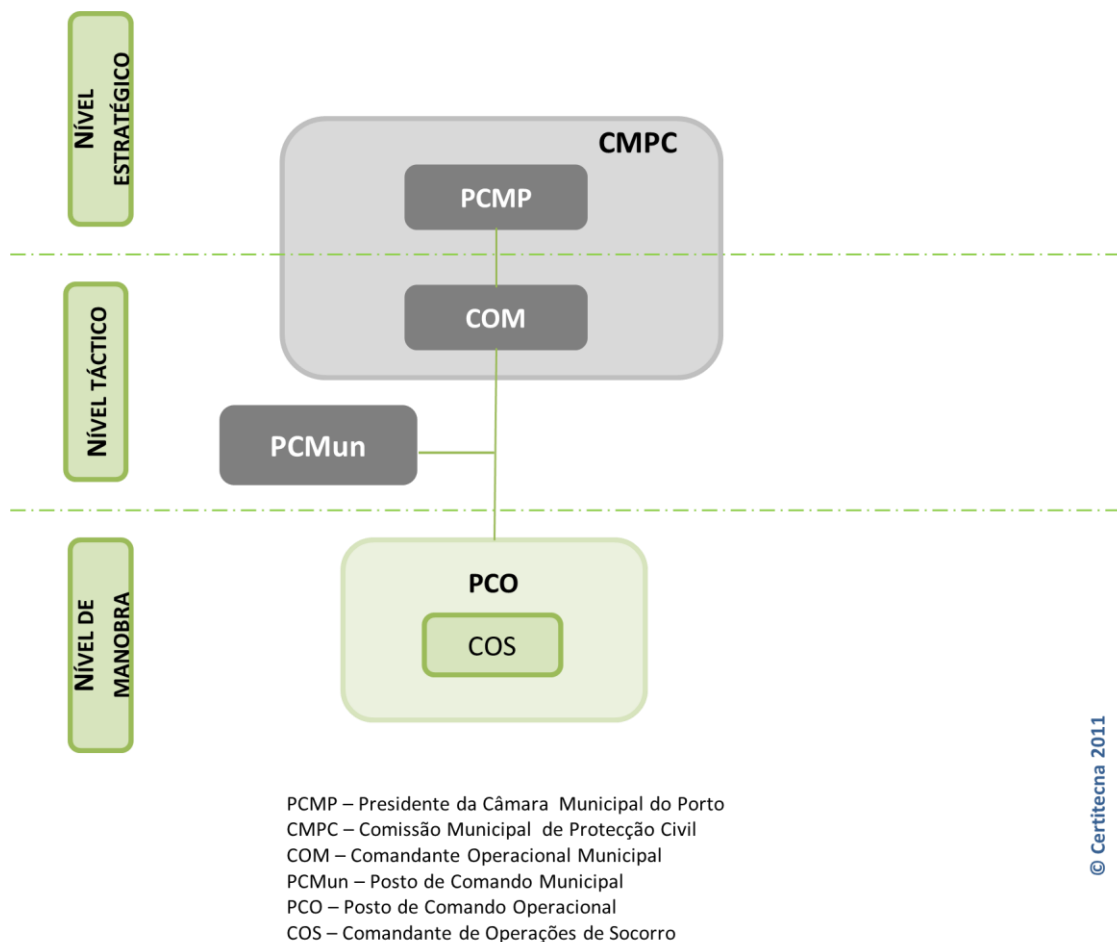 NÍVEL
ESTRATÉGICO
CMPC
PCMP
COM
NÍVEL TÁCTICO
PCMun
NÍVEL DE
MANOBRA
PCO
COS
PCMP – Presidente da Câmara Municipal do Porto
CMPC – Comissão Municipal de Protecção Civil
COM – Comandante Operacional Municipal
PCMun – Posto de Comando Municipal
PCO – Posto de Comando Operacional
COS – Comandante de Operações de Socorro
© Certitecna 2011